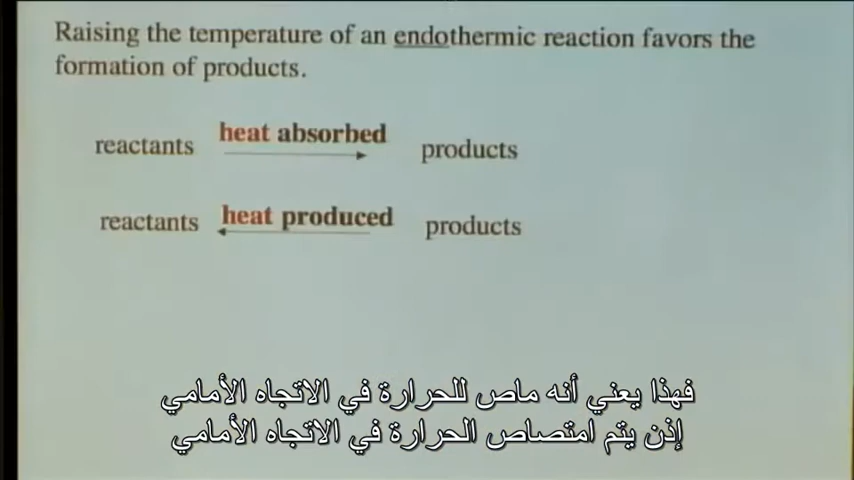 Raising the temperature of an endothermic reaction favors the
formation of products.
reactants heat absorbed products
reactants heat produced products
فهذا يعني أنه ماص للحرارة في الاتجاه الأمامي
إذن يتم امتصاص الحرارة في الاتجاه الأمامي